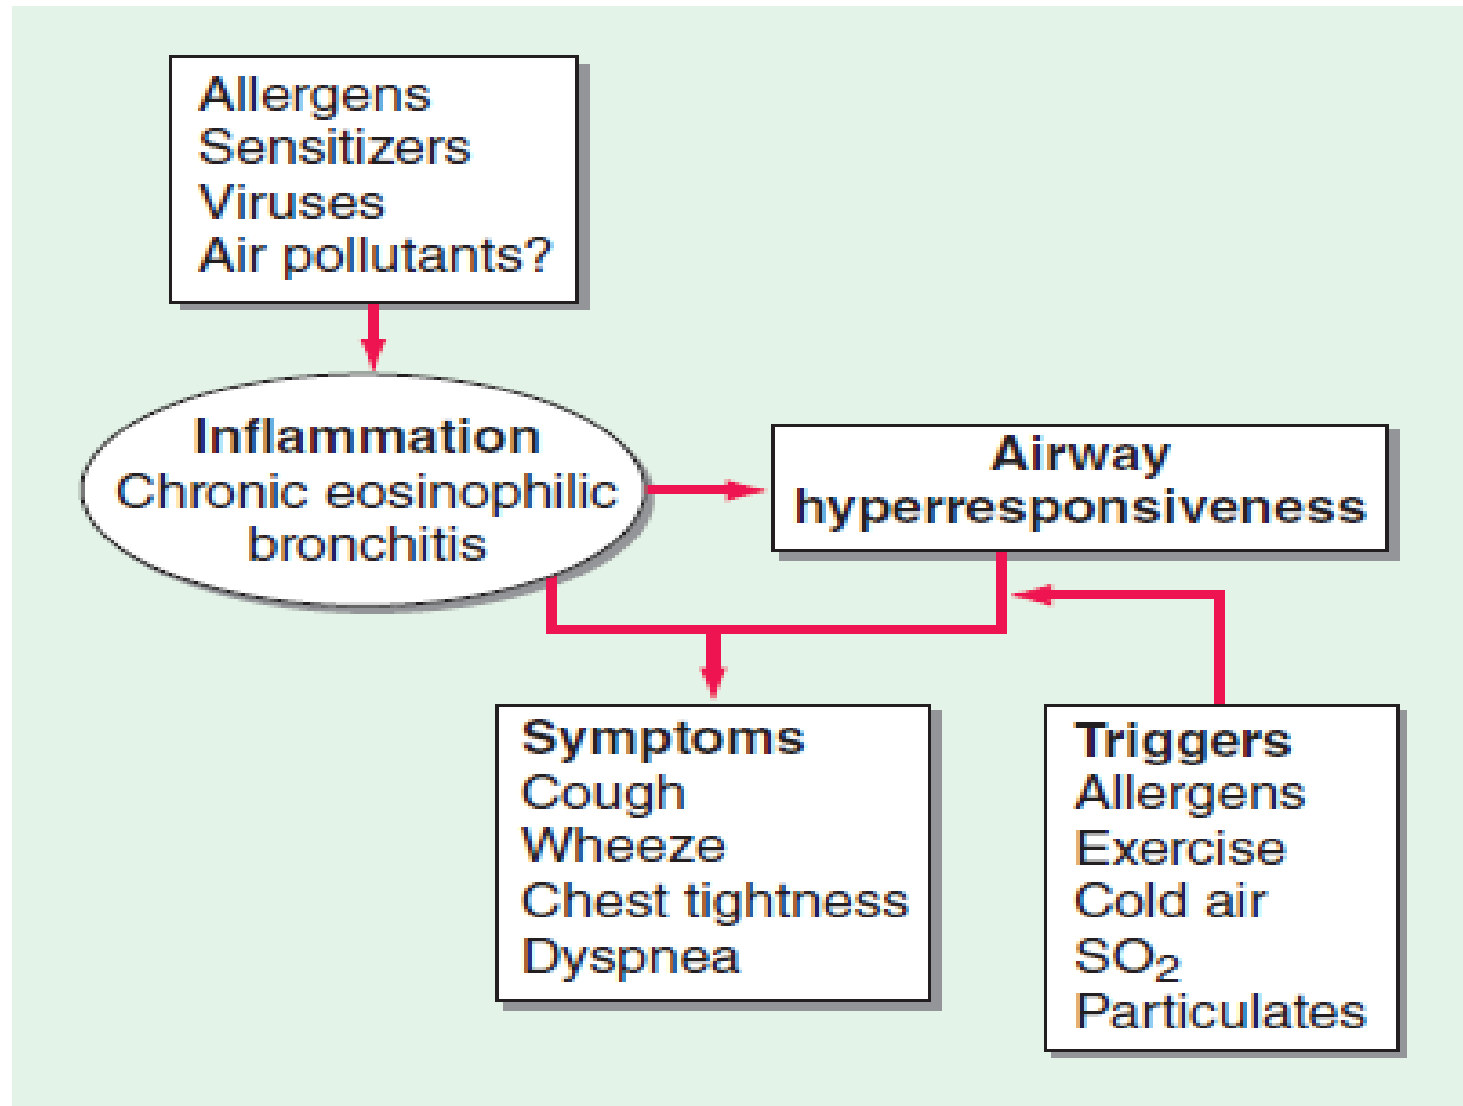 Allergens
Sensitizers
Viruses
Air pollutants?
Inflammation
Chronic eosinophilic
bronchitis
Airway
hyperresponsiveness
Symptoms
Cough
Wheeze
Chest tightness
Dyspnea
Triggers
Allergens
Exercise
Cold air
SO₂
Particulates